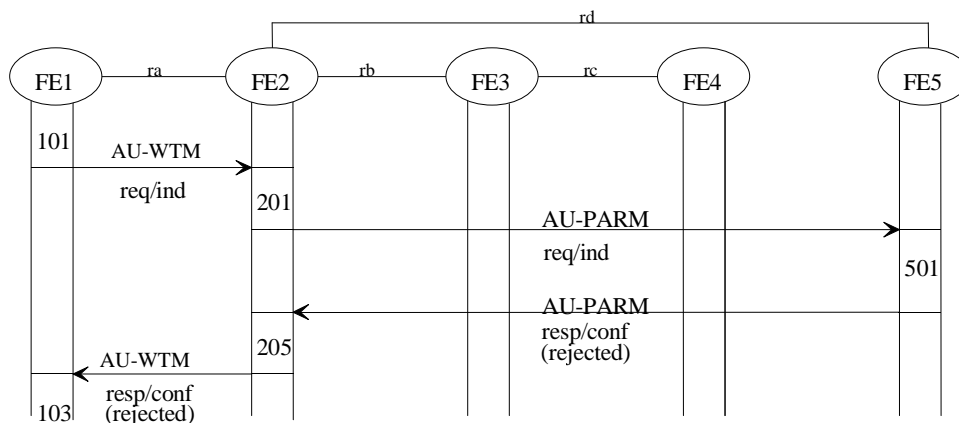 rd
FE1
ra
FE2
rb
FE3
rc
FE4
FE5
101
AU-WTM
req/ind
201
AU-PARM
req/ind
501
AU-PARM
resp/conf
(rejected)
205
AU-WTM
resp/conf
(rejected)
103